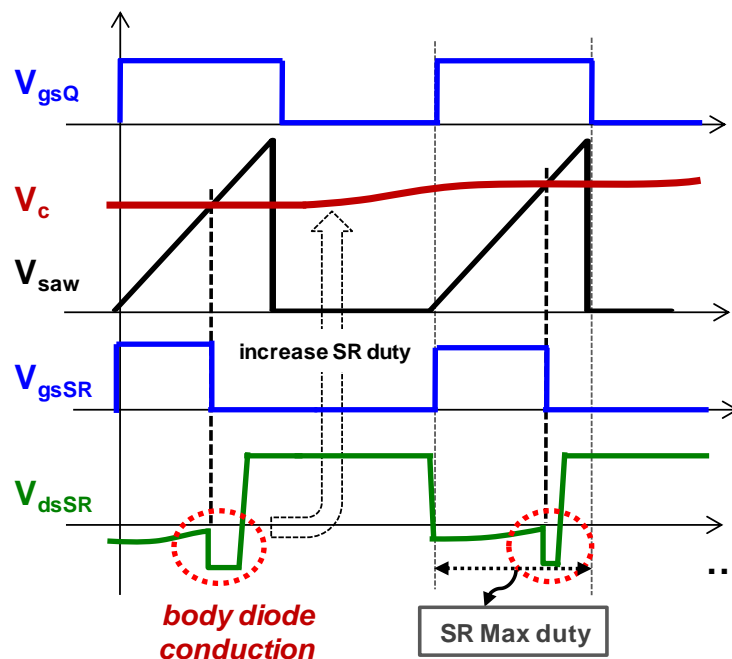 VgsQ
Vc
Vsaw
increase SR duty
VgsSR
VdsSR
..
body diode
conduction
SR Max duty